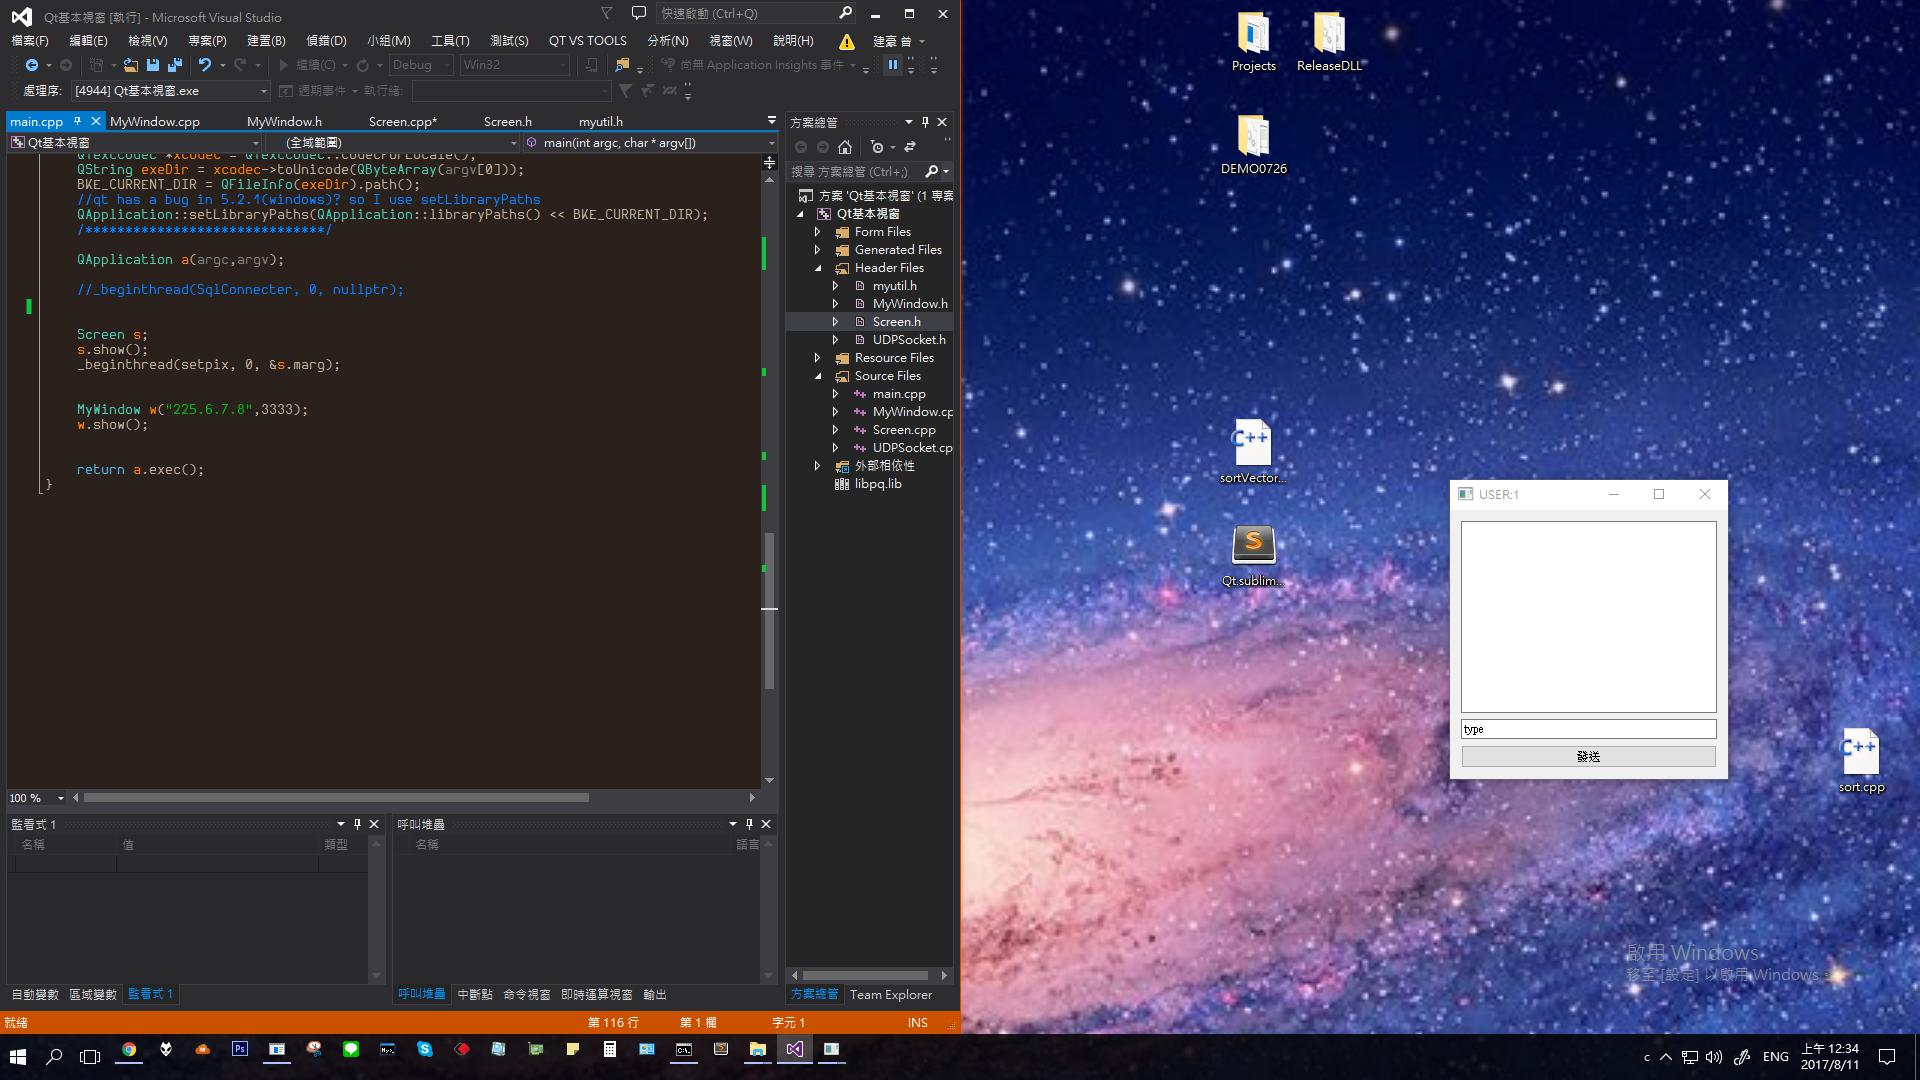 Qt基本視窗 [執行] - Microsoft Visual Studio
快速啟動 (Ctrl+Q)
檔案(F) 編輯(E) 檢視(V) 專案(P) 建置(B) 偵錯(D) 小組(M) 工具(T) 測試(S) QT VS TOOLS 分析(N) 視窗(W) 說明(H) 建豪 曾
繼續(C) Debug Win32 尚無 Application Insights 事件
處理序: [4944] Qt基本視窗.exe 週期事件 執行緒:
main.cpp MyWindow.cpp MyWindow.h Screen.cpp* Screen.h myutil.h
Qt基本視窗 (全域範圍) main(int argc, char * argv[])
QTextCodec *xcodec = QTextCodec::codecForLocale();
QString exeDir = xcodec->toUnicode(QByteArray(argv[0]));
BKE_CURRENT_DIR = QFileInfo(exeDir).path();
//qt has a bug in 5.2.1(windows)? so I use setLibraryPaths
QApplication::setLibraryPaths(QApplication::libraryPaths() << BKE_CURRENT_DIR);
/******************************/
QApplication a(argc,argv);
//_beginthread(SqlConnecter, 0, nullptr);
Screen s;
s.show();
_beginthread(setpix, 0, &s.marg);
MyWindow w("225.6.7.8",3333);
w.show();
return a.exec();
}
100 %
方案總管
搜尋 方案總管 (Ctrl+;)
方案 'Qt基本視窗' (1 專案
Qt基本視窗
Form Files
Generated Files
Header Files
myutil.h
MyWindow.h
Screen.h
UDPSocket.h
Resource Files
Source Files
main.cpp
MyWindow.cp
Screen.cpp
UDPSocket.cp
外部相依性
libpq.lib
監看式 1
名稱 值 類型
呼叫堆疊
名稱 語言
自動變數 區域變數 監看式 1
呼叫堆疊 中斷點 命令視窗 即時運算視窗 輸出
方案總管 Team Explorer
就緒 第 116 行 第 1 欄 字元 1 INS
Projects
ReleaseDLL
DEMO0726
C++
sortVector...
S
Qt.sublim...
USER:1
type
發送
C++
sort.cpp
啟用 Windows
移至 [設定] 以啟用 Windows。
Ps
C
ENG
上午 12:34
2017/8/11